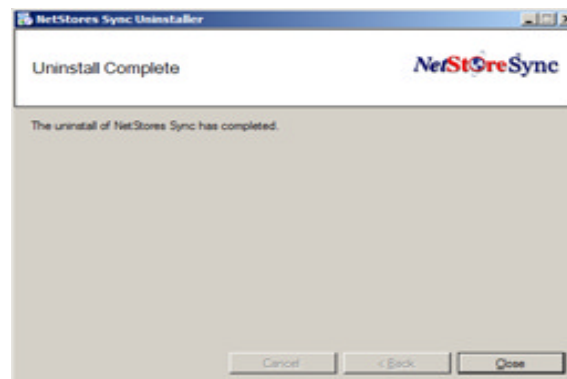 NetStores Sync Uninstaller
Uninstall Complete
NetStoreSync
The uninstall of NetStores Sync has completed.
Cancel
< Back
Close